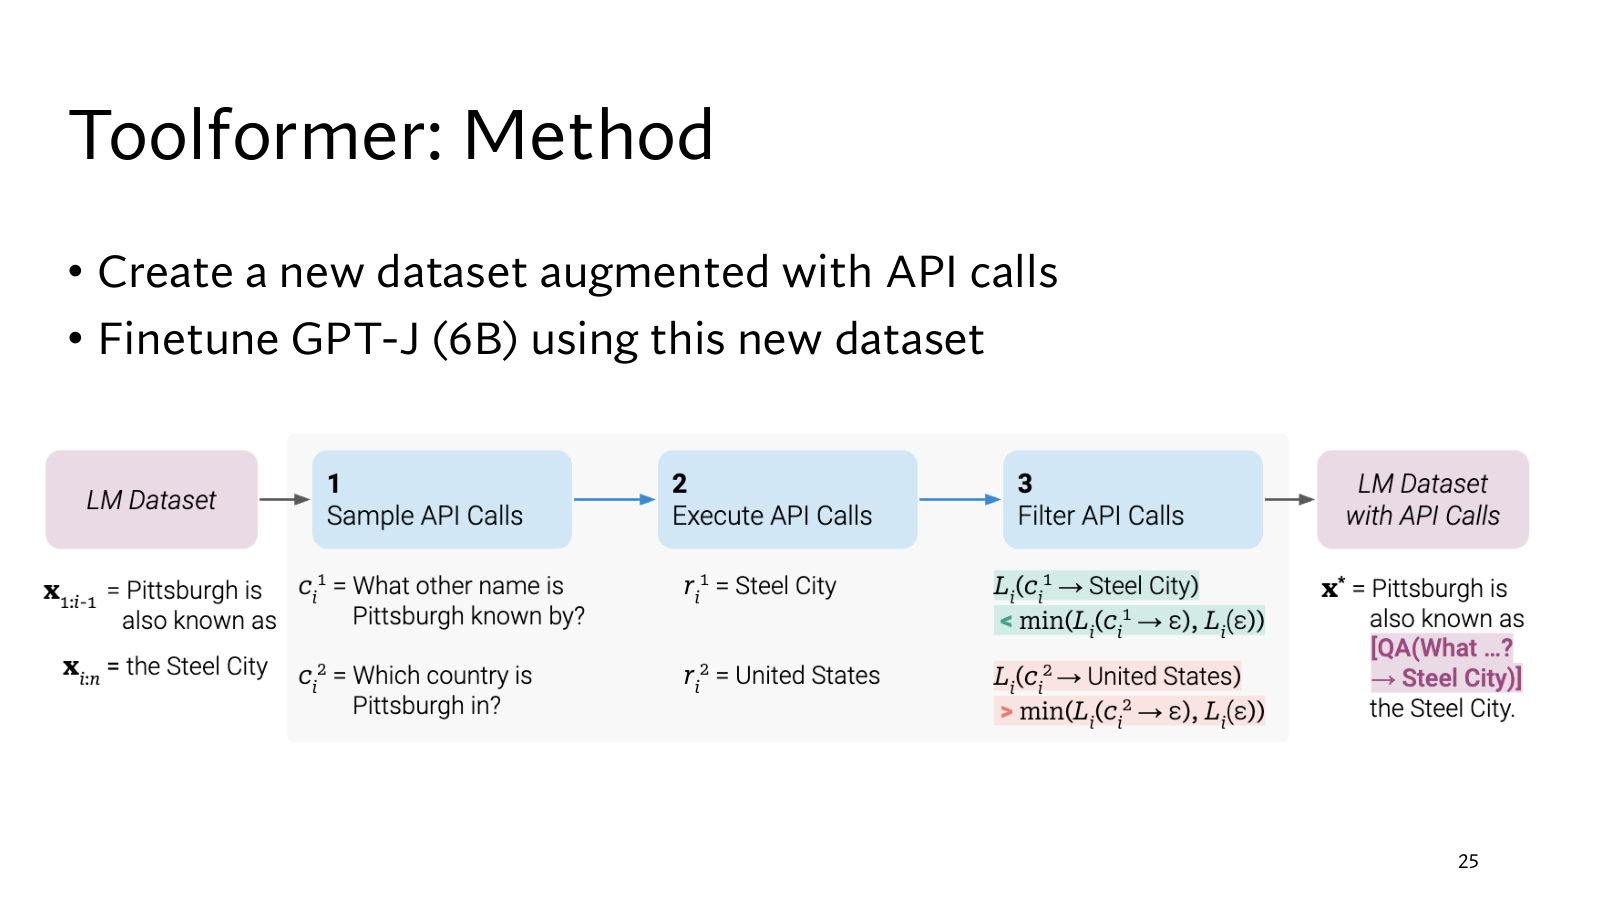 Toolformer: Method
• Create a new dataset augmented with API calls
• Finetune GPT-J (6B) using this new dataset
LM Dataset
1
Sample API Calls
2
Execute API Calls
3
Filter API Calls
LM Dataset
with API Calls
x1:i-1 = Pittsburgh is
also known as
xi:n = the Steel City
ci1 = What other name is
Pittsburgh known by?
ci2 = Which country is
Pittsburgh in?
ri1 = Steel City
ri2 = United States
Li(ci1 → Steel City)
< min(Li(ci1 → ε), Li(ε))
Li(ci2 → United States)
> min(Li(ci2 → ε), Li(ε))
x* = Pittsburgh is
also known as
[QA(What ...?
→ Steel City)]
the Steel City.
25